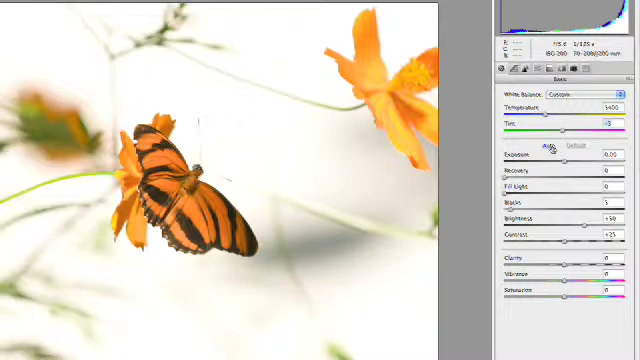 R:
G:
B:
f/5.6 1/125 s
ISO-200 70-200@200 mm
Basic
White Balance: Custom
Temperature 5400
Tint -3
Auto Default
Exposure 0.00
Recovery 0
Fill Light 0
Blacks 5
Brightness +50
Contrast +25
Clarity 0
Vibrance 0
Saturation 0